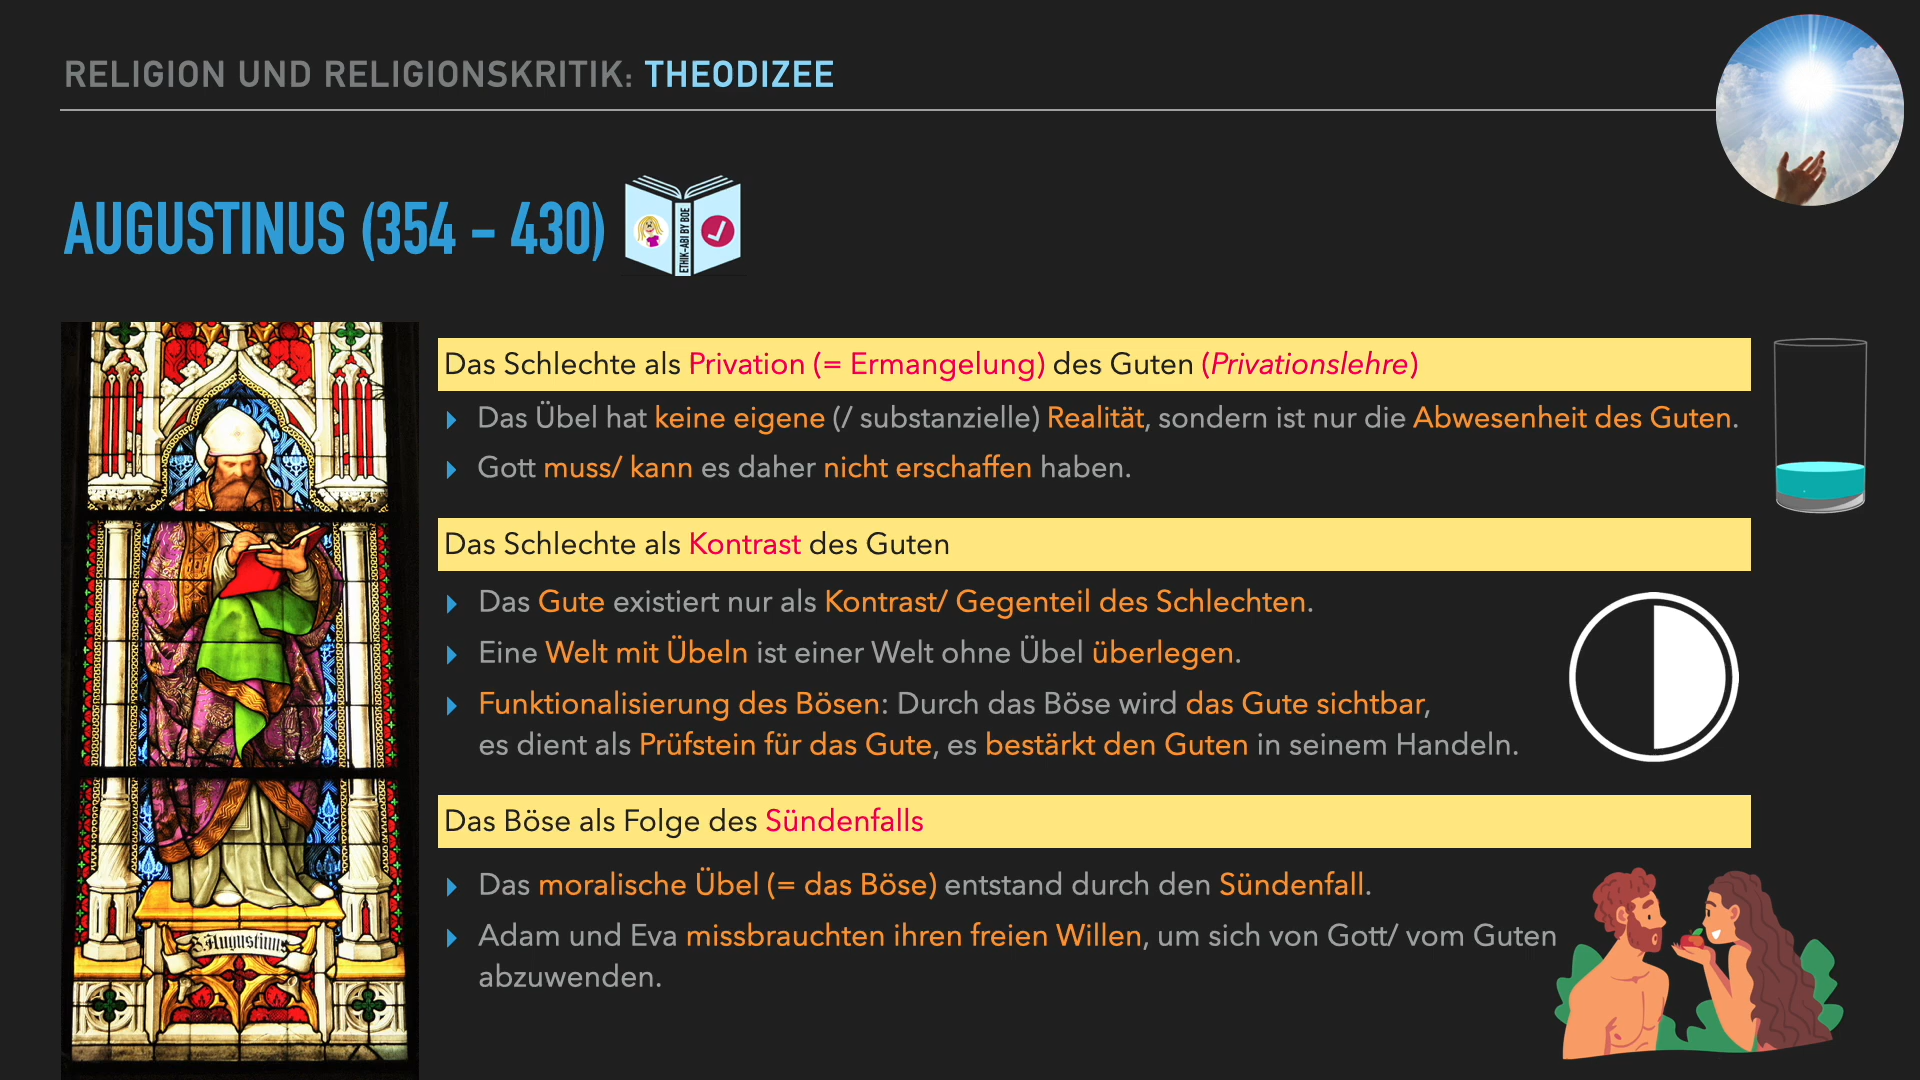 RELIGION UND RELIGIONSKRITIK: THEODIZEE
AUGUSTINUS (354 – 430)
ETHIK-ABI BY BOE
Das Schlechte als Privation (= Ermangelung) des Guten (Privationslehre)
Das Übel hat keine eigene (/ substanzielle) Realität, sondern ist nur die Abwesenheit des Guten.
Gott muss/ kann es daher nicht erschaffen haben.
Das Schlechte als Kontrast des Guten
Das Gute existiert nur als Kontrast/ Gegenteil des Schlechten.
Eine Welt mit Übeln ist einer Welt ohne Übel überlegen.
Funktionalisierung des Bösen: Durch das Böse wird das Gute sichtbar,
es dient als Prüfstein für das Gute, es bestärkt den Guten in seinem Handeln.
Das Böse als Folge des Sündenfalls
Das moralische Übel (= das Böse) entstand durch den Sündenfall.
Adam und Eva missbrauchten ihren freien Willen, um sich von Gott/ vom Guten
abzuwenden.
S. Augustinus